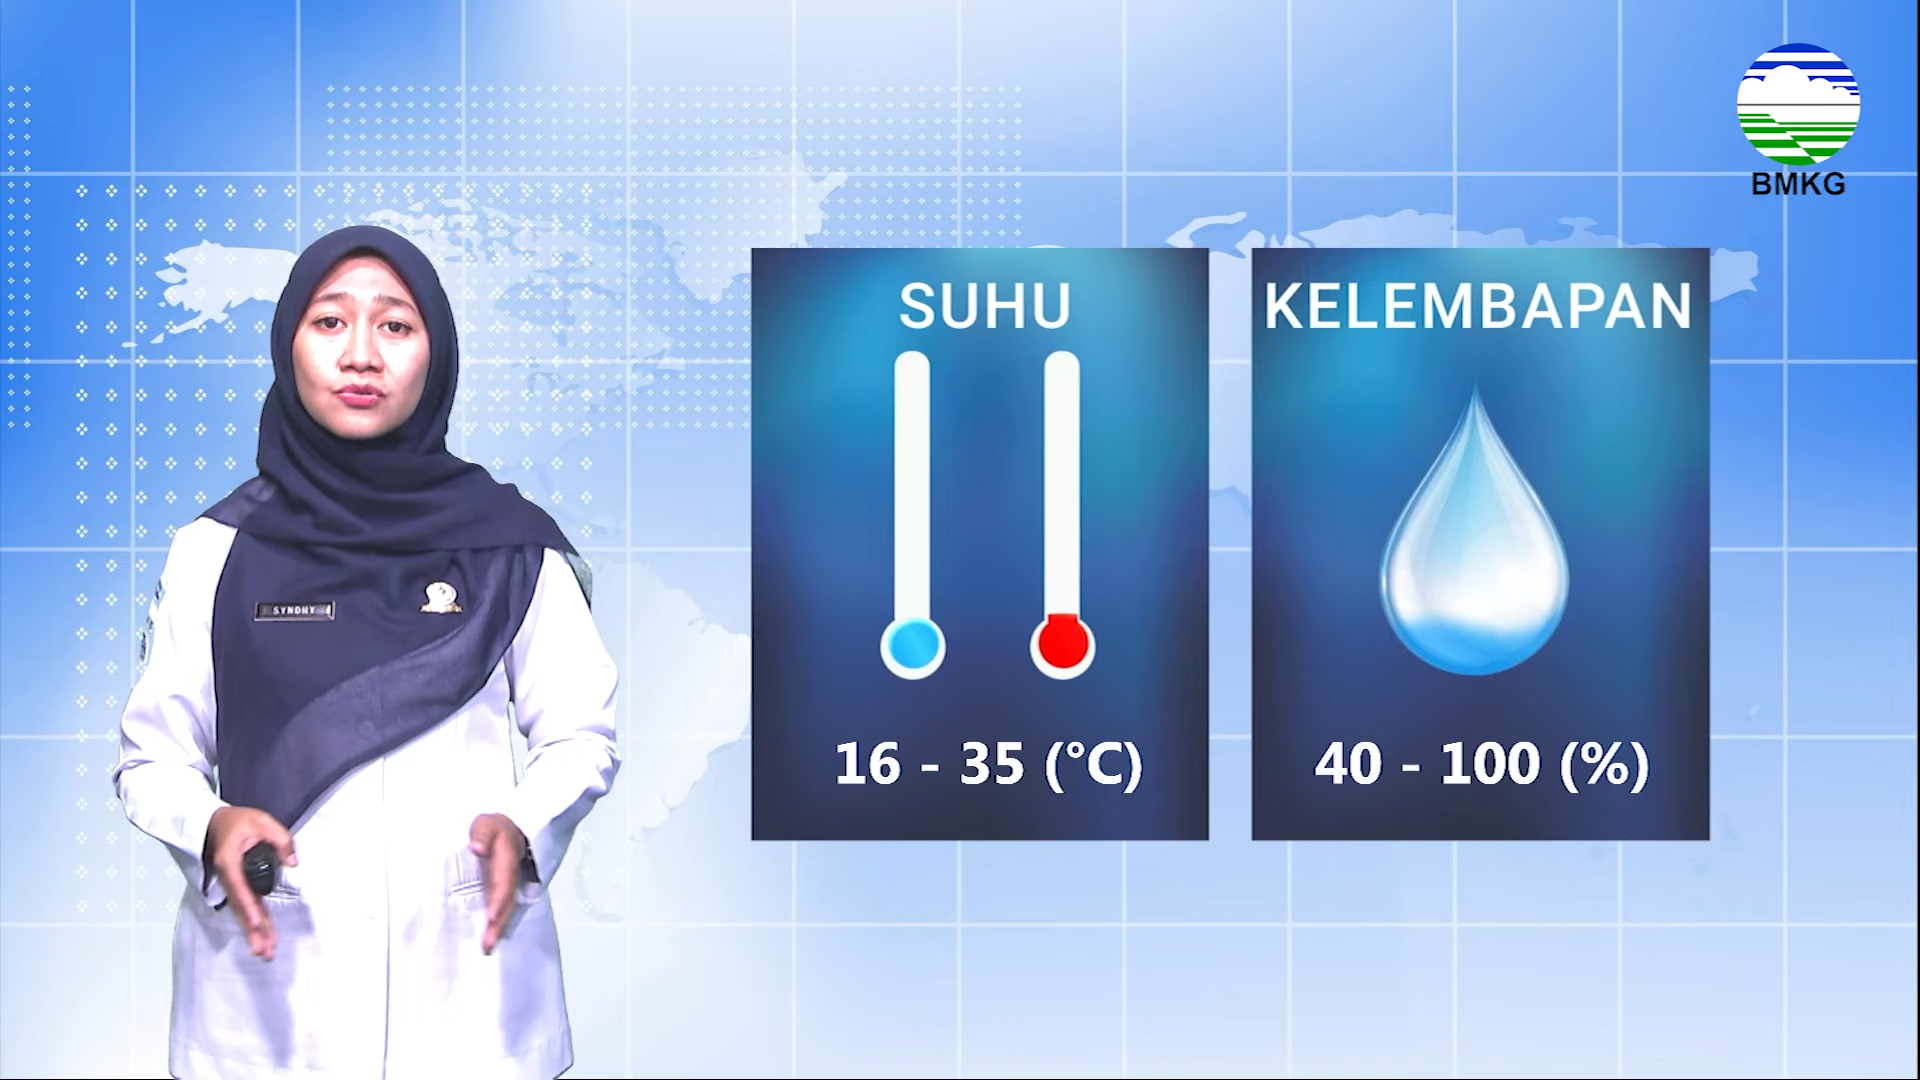 BMKG
SUHU
KELEMBAPAN
SYNDHY
16 - 35 (°C)
40 - 100 (%)